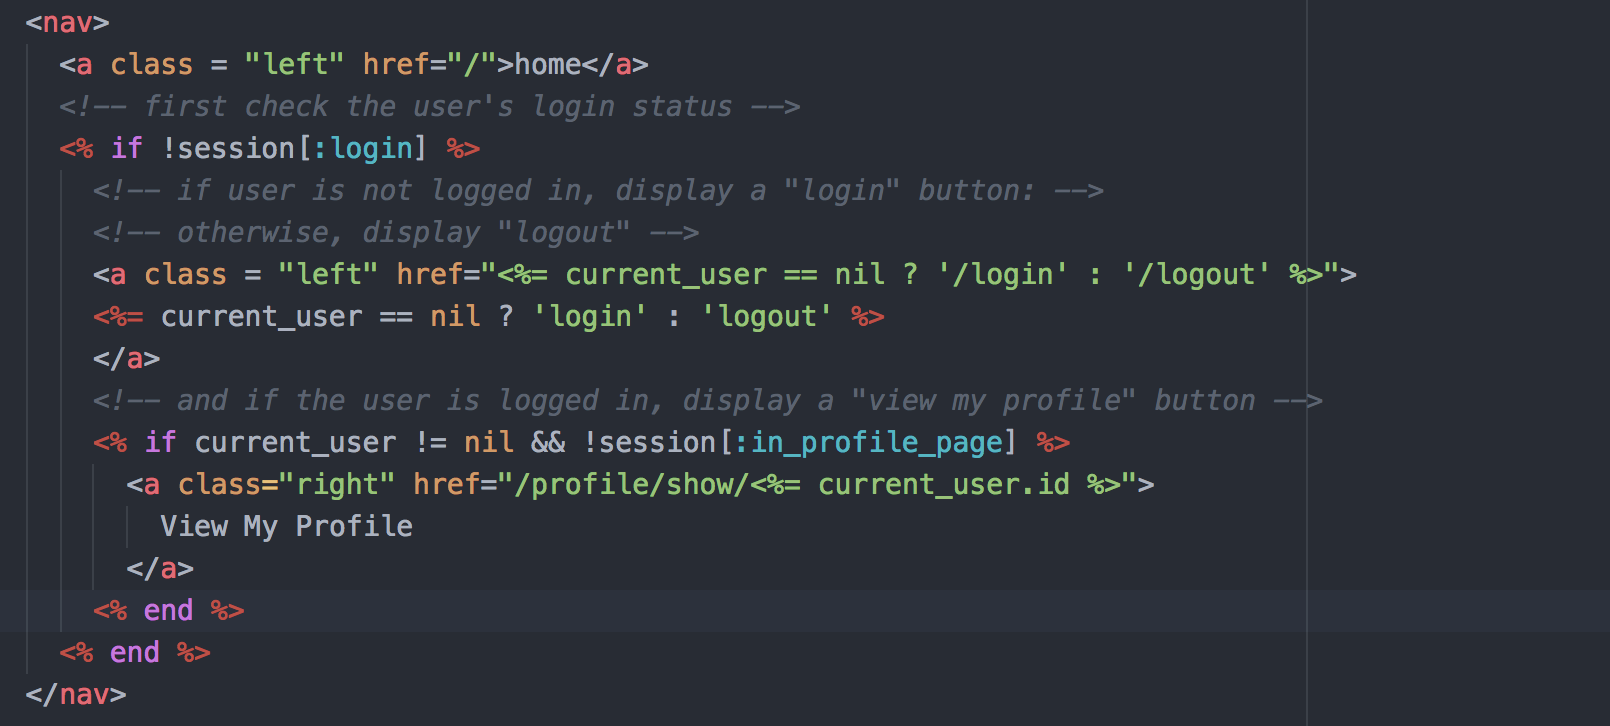 <nav>
<a class = "left" href="/">home</a>
<!-- first check the user's login status -->
<% if !session[:login] %>
<!-- if user is not logged in, display a "login" button: -->
<!-- otherwise, display "logout" -->
<a class = "left" href="<%= current_user == nil ? '/login' : '/logout' %>">
<%= current_user == nil ? 'login' : 'logout' %>
</a>
<!-- and if the user is logged in, display a "view my profile" button -->
<% if current_user != nil && !session[:in_profile_page] %>
<a class="right" href="/profile/show/<%= current_user.id %>">
View My Profile
</a>
<% end %>
<% end %>
</nav>